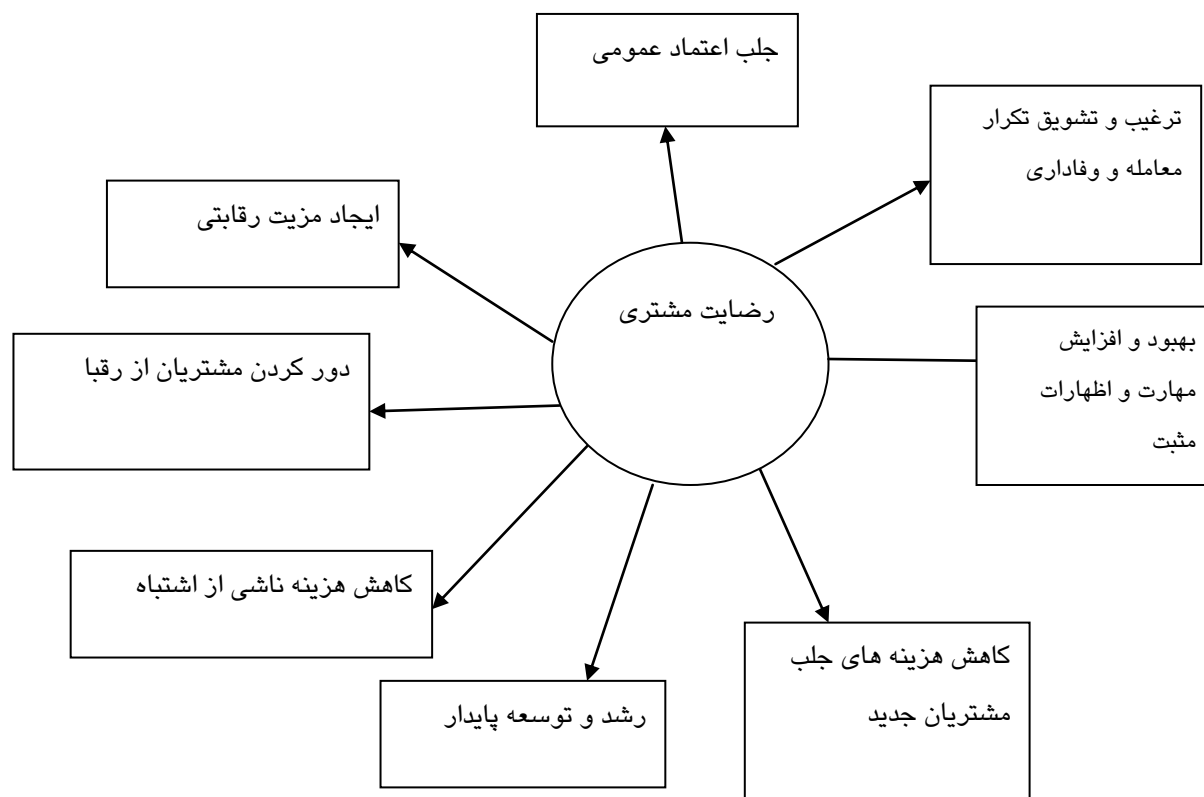 جلب اعتماد عمومی
ترغیب و تشویق تکرار
معامله و وفاداری
ایجاد مزیت رقابتی
رضایت مشتری
بهبود و افزایش
مهارت و اظهارات
مثبت
دور کردن مشتریان از رقبا
کاهش هزینه ناشی از اشتباه
کاهش هزینه های جلب
مشتریان جدید
رشد و توسعه پایدار